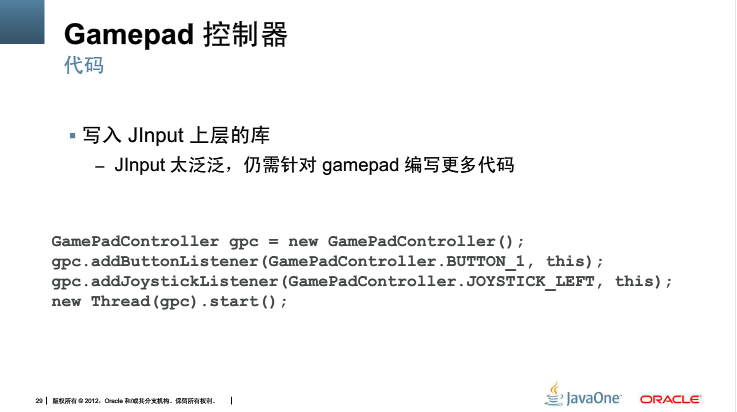 Gamepad 控制器
代码
写入 JInput 上层的库
– JInput 太泛泛，仍需针对 gamepad 编写更多代码
GamePadController gpc = new GamePadController();
gpc.addButtonListener(GamePadController.BUTTON_1, this);
gpc.addJoystickListener(GamePadController.JOYSTICK_LEFT, this);
new Thread(gpc).start();
29 | 版权所有 © 2012，Oracle 和/或其分支机构。保留所有权利。 |
JavaOne™
ORACLE®